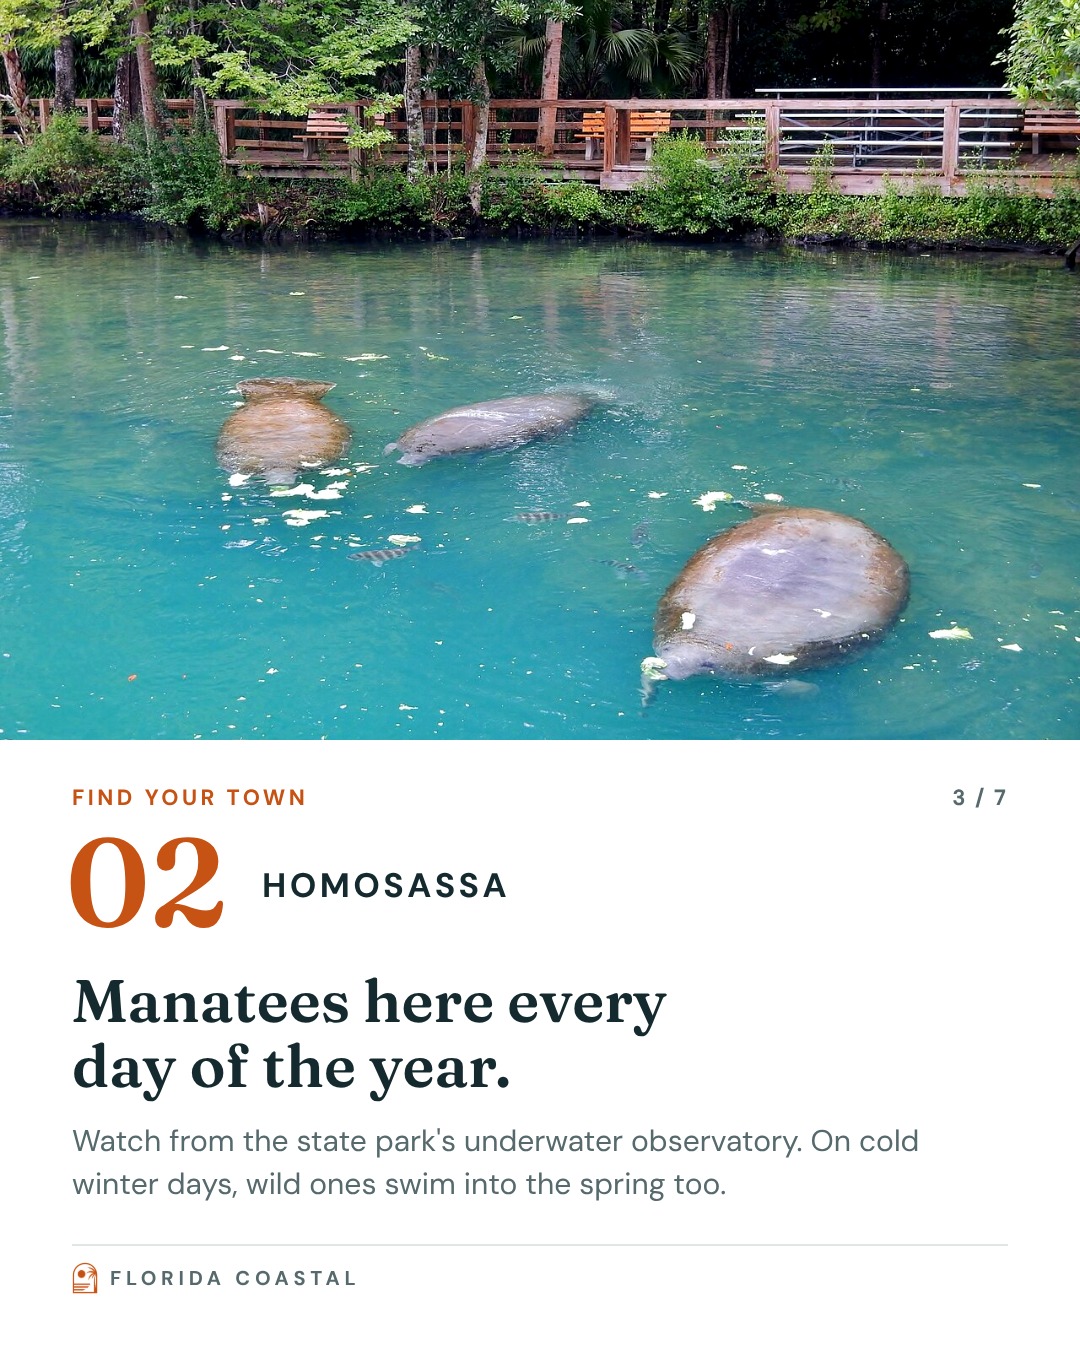 FIND YOUR TOWN
3 / 7
02
HOMOSASSA
Manatees here every
day of the year.
Watch from the state park's underwater observatory. On cold
winter days, wild ones swim into the spring too.
FLORIDA COASTAL